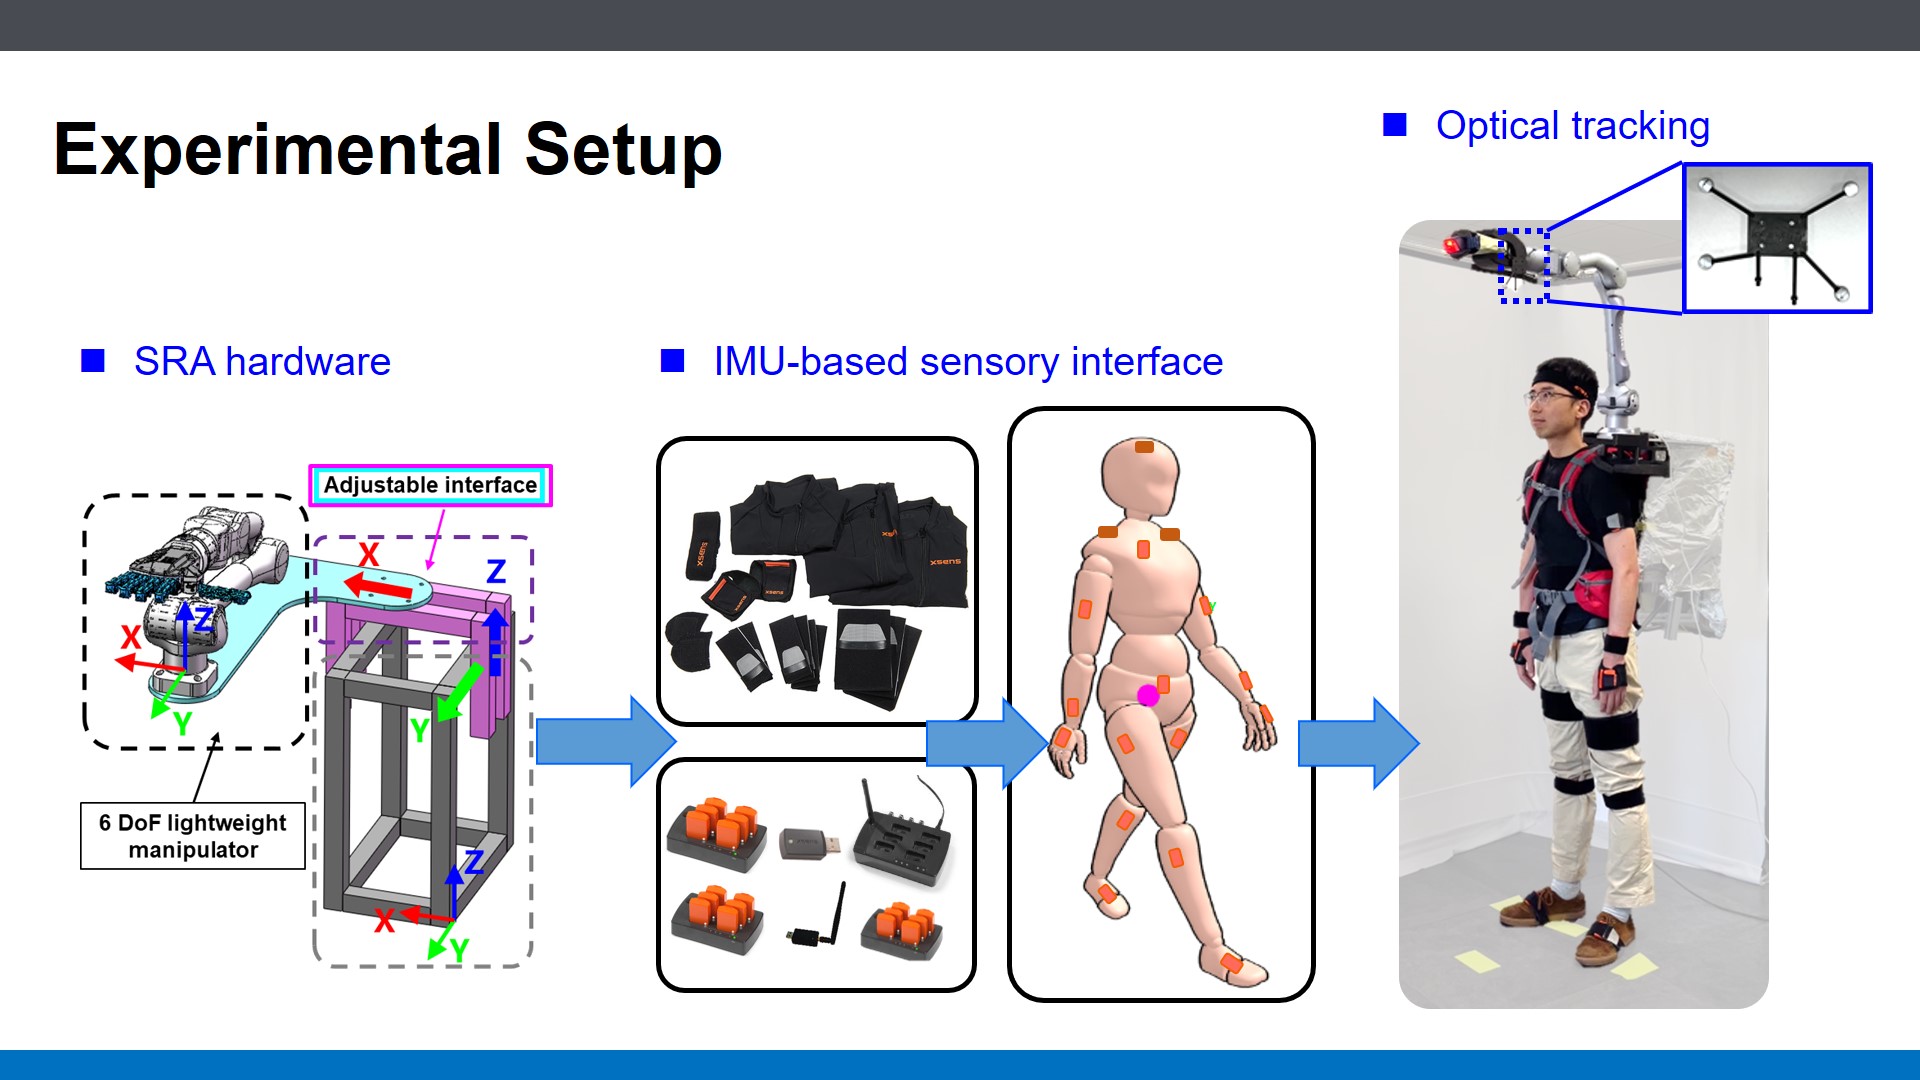 Experimental Setup
■ Optical tracking
■ SRA hardware
■ IMU-based sensory interface
Adjustable interface
X
Z
X
Z
Y
Y
6 DoF lightweight
manipulator
Z
X
Y
xsens
xsens
xsens
Y